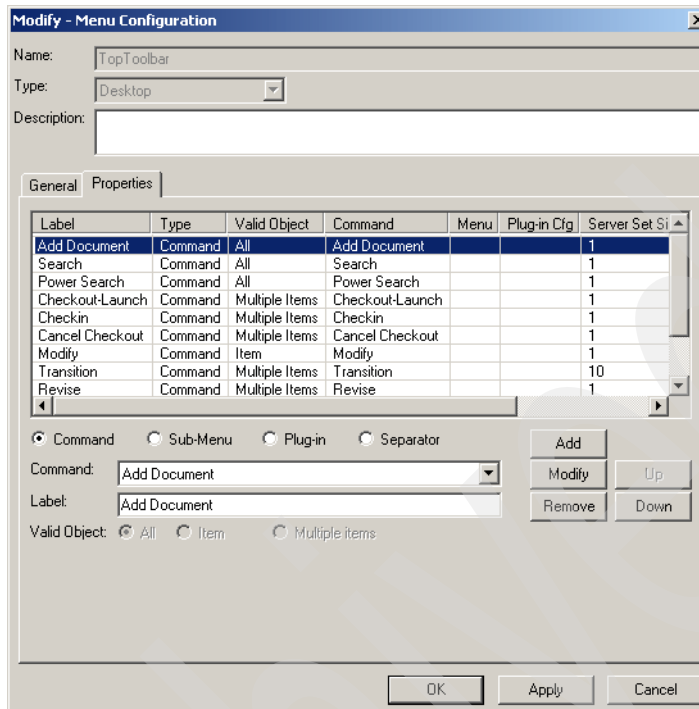 Modify - Menu Configuration
Name: TopToolbar
Type: Desktop
Description:
General Properties
Label Type Valid Object Command Menu Plug-in Cfg Server Set Si
Add Document Command All Add Document 1
Search Command All Search 1
Power Search Command All Power Search 1
Checkout-Launch Command Multiple Items Checkout-Launch 1
Checkin Command Multiple Items Checkin 1
Cancel Checkout Command Multiple Items Cancel Checkout 1
Modify Command Item Modify 1
Transition Command Multiple Items Transition 10
Revise Command Multiple Items Revise 1
Command Sub-Menu Plug-in Separator Add
Command: Add Document Modify Up
Label: Add Document Remove Down
Valid Object: All Item Multiple items
OK Apply Cancel